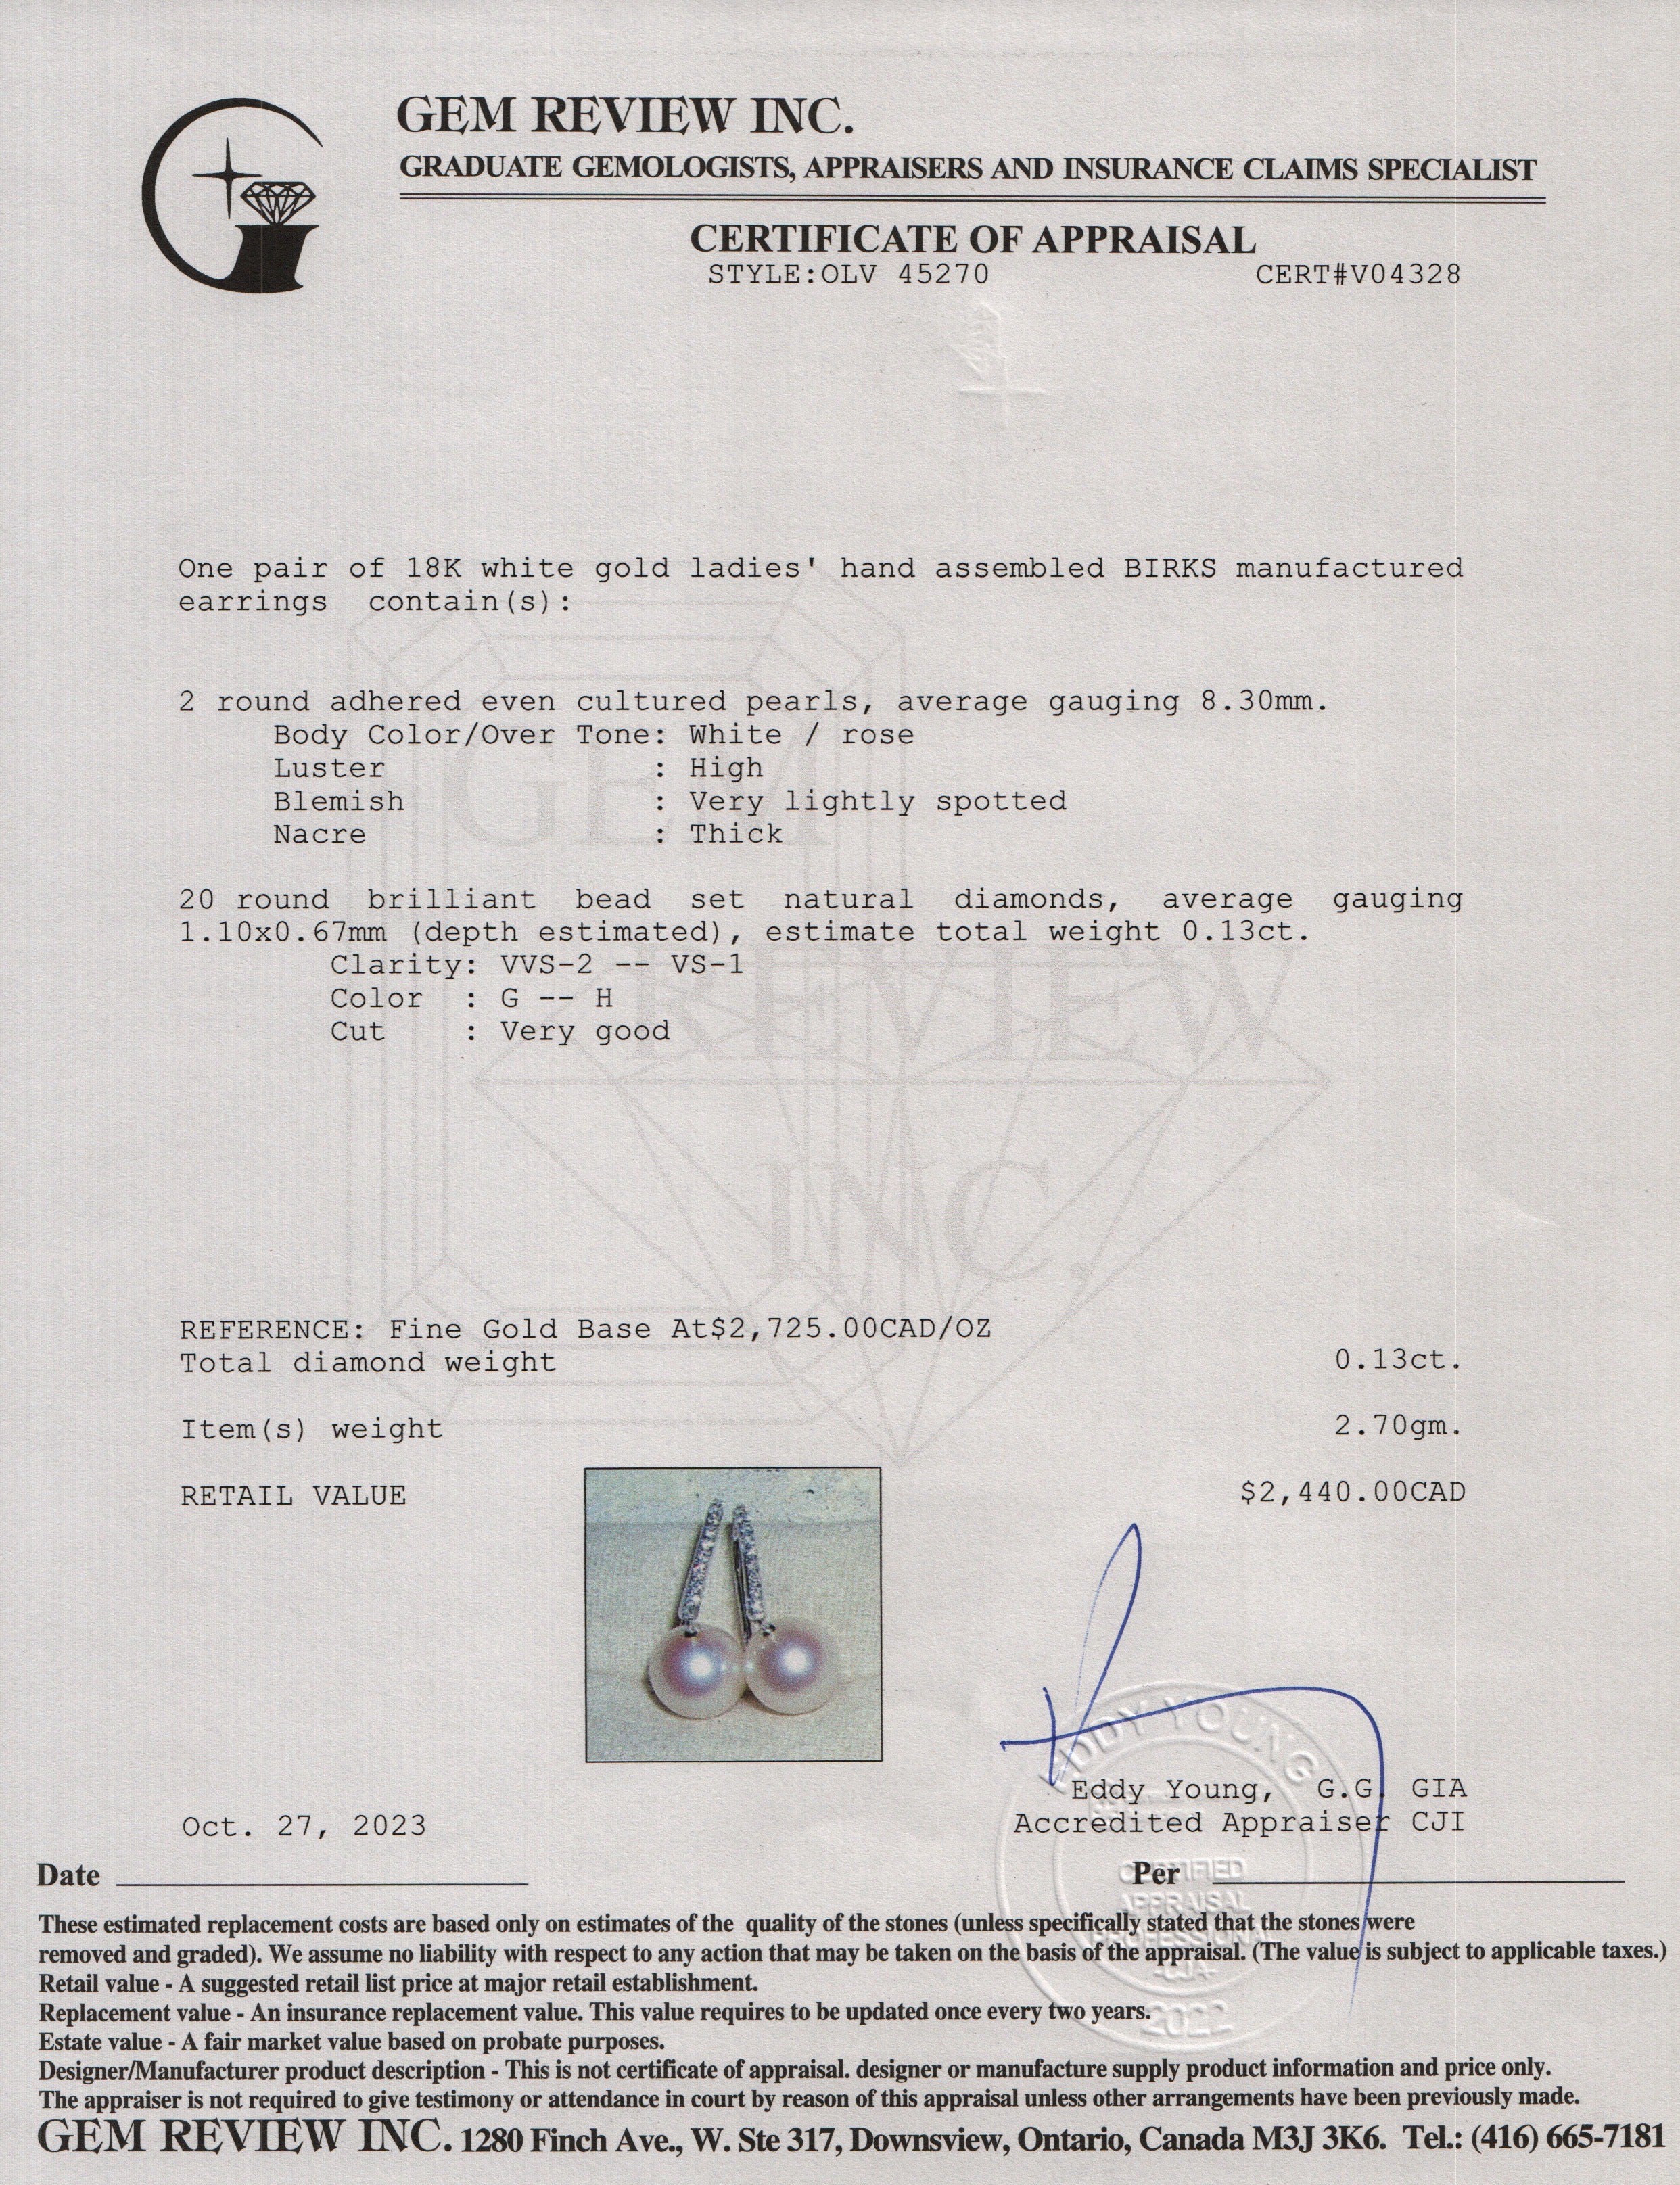 GEM REVIEW INC.
GRADUATE GEMOLOGISTS, APPRAISERS AND INSURANCE CLAIMS SPECIALIST
CERTIFICATE OF APPRAISAL
STYLE:OLV 45270 CERT#V04328
One pair of 18K white gold ladies' hand assembled BIRKS manufactured
earrings contain(s):
2 round adhered even cultured pearls, average gauging 8.30mm.
Body Color/Over Tone: White / rose
Luster : High
Blemish : Very lightly spotted
Nacre : Thick
20 round brilliant bead set natural diamonds, average gauging
1.10x0.67mm (depth estimated), estimate total weight 0.13ct.
Clarity: VVS-2 -- VS-1
Color : G -- H
Cut : Very good
GEM
REVIEW
INC.
REFERENCE: Fine Gold Base At$2,725.00CAD/OZ
Total diamond weight 0.13ct.
Item(s) weight 2.70gm.
RETAIL VALUE $2,440.00CAD
EDDY YOUNG
Eddy Young, G.G. GIA
Oct. 27, 2023 Accredited Appraiser CJI
Date Per
CERTIFIED
APPRAISAL
PROFESSIONAL
-CJA-
2022
These estimated replacement costs are based only on estimates of the quality of the stones (unless specifically stated that the stones were
removed and graded). We assume no liability with respect to any action that may be taken on the basis of the appraisal. (The value is subject to applicable taxes.)
Retail value - A suggested retail list price at major retail establishment.
Replacement value - An insurance replacement value. This value requires to be updated once every two years.
Estate value - A fair market value based on probate purposes.
Designer/Manufacturer product description - This is not certificate of appraisal. designer or manufacture supply product information and price only.
The appraiser is not required to give testimony or attendance in court by reason of this appraisal unless other arrangements have been previously made.
GEM REVIEW INC. 1280 Finch Ave., W. Ste 317, Downsview, Ontario, Canada M3J 3K6. Tel.: (416) 665-7181